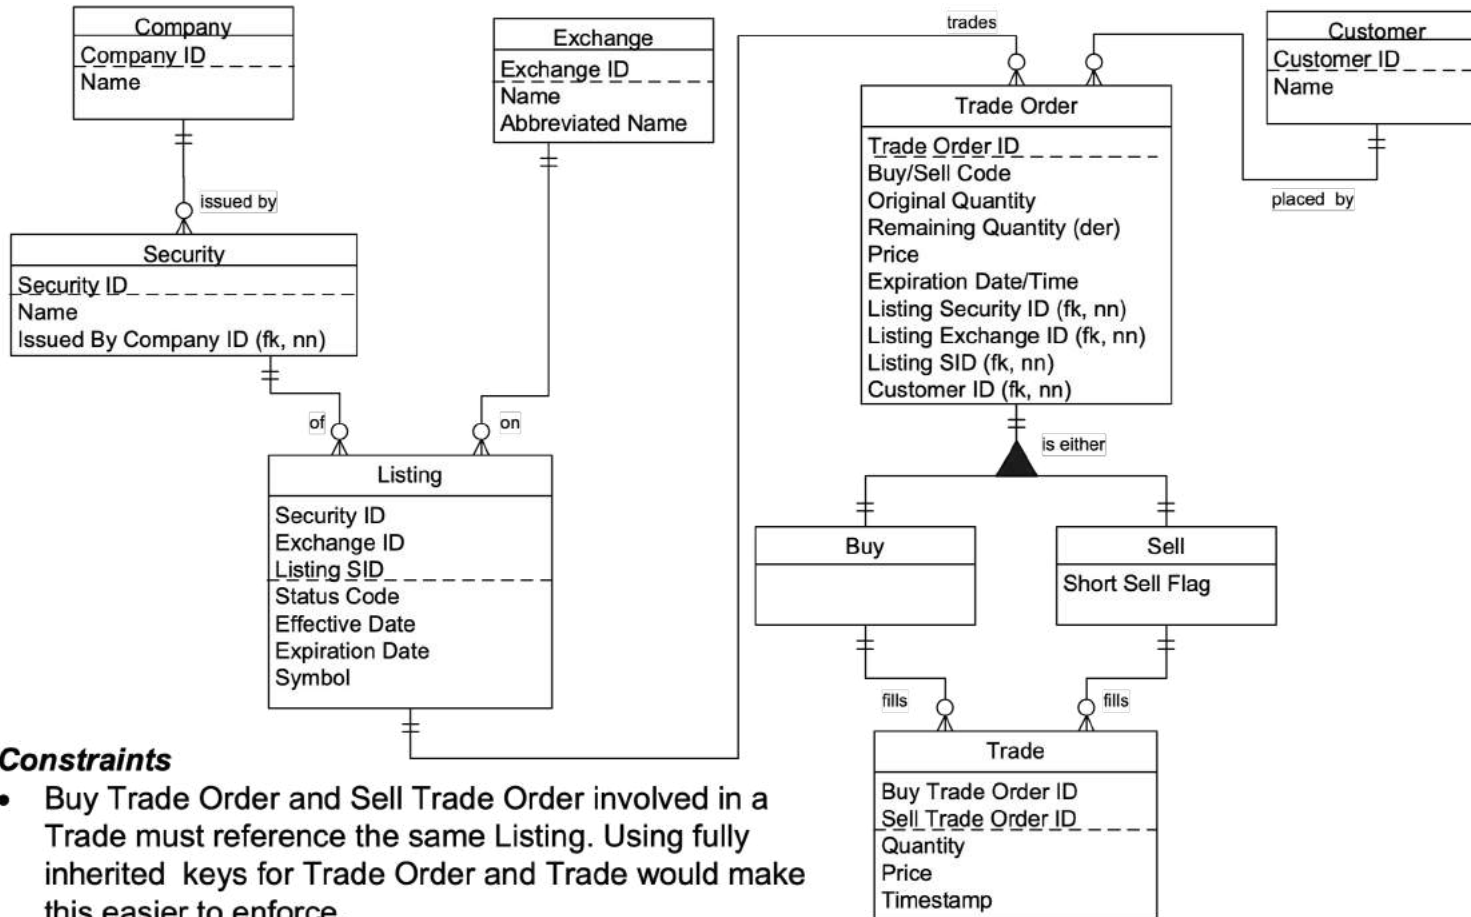 Company
Company ID
Name
Exchange
Exchange ID
Name
Abbreviated Name
trades
Customer
Customer ID
Name
placed by
Trade Order
Trade Order ID
Buy/Sell Code
Original Quantity
Remaining Quantity (der)
Price
Expiration Date/Time
Listing Security ID (fk, nn)
Listing Exchange ID (fk, nn)
Listing SID (fk, nn)
Customer ID (fk, nn)
issued by
Security
Security ID
Name
Issued By Company ID (fk, nn)
of
on
Listing
Security ID
Exchange ID
Listing SID
Status Code
Effective Date
Expiration Date
Symbol
is either
Buy
Sell
Short Sell Flag
fills
fills
Trade
Buy Trade Order ID
Sell Trade Order ID
Quantity
Price
Timestamp
Constraints
• Buy Trade Order and Sell Trade Order involved in a
Trade must reference the same Listing. Using fully
inherited keys for Trade Order and Trade would make
this easier to enforce